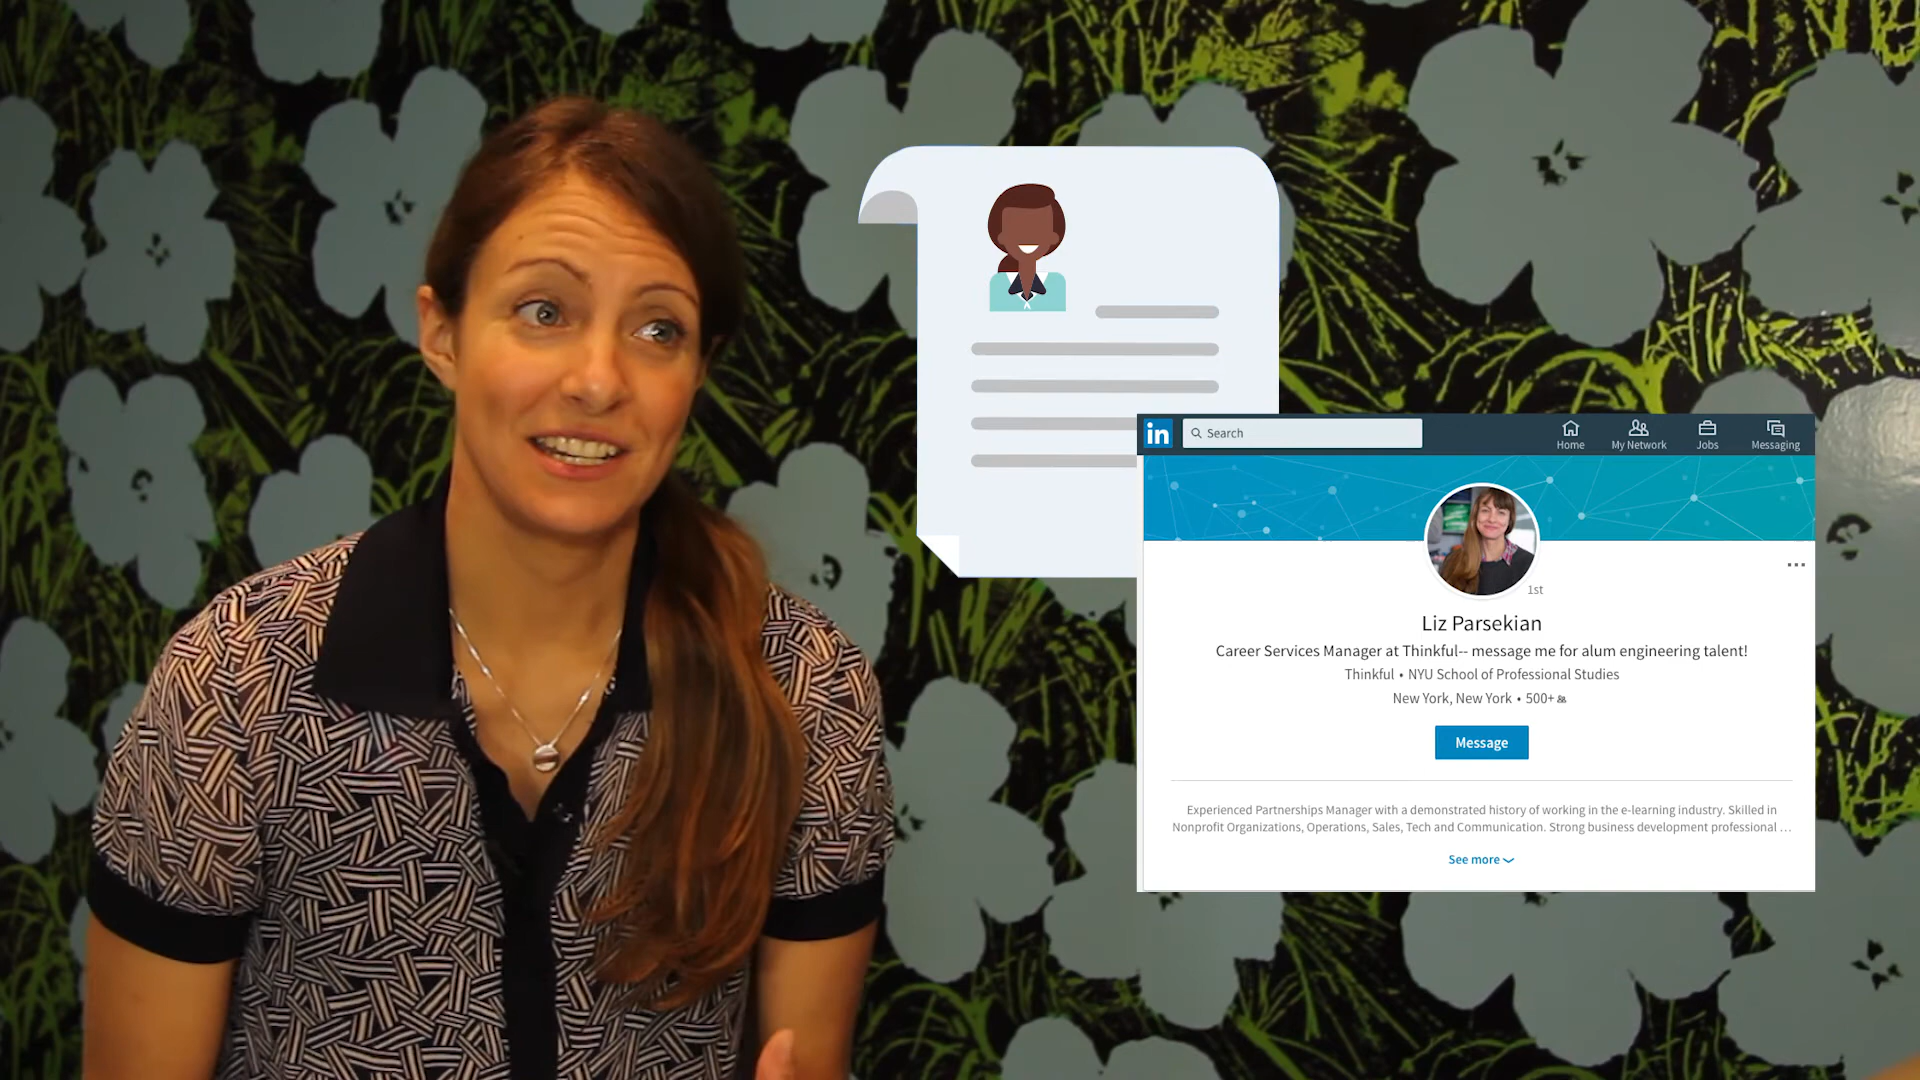 in
Search
Home
My Network
Jobs
Messaging
1st
Liz Parsekian
Career Services Manager at Thinkful-- message me for alum engineering talent!
Thinkful • NYU School of Professional Studies
New York, New York • 500+
Message
Experienced Partnerships Manager with a demonstrated history of working in the e-learning industry. Skilled in
Nonprofit Organizations, Operations, Sales, Tech and Communication. Strong business development professional ...
See more